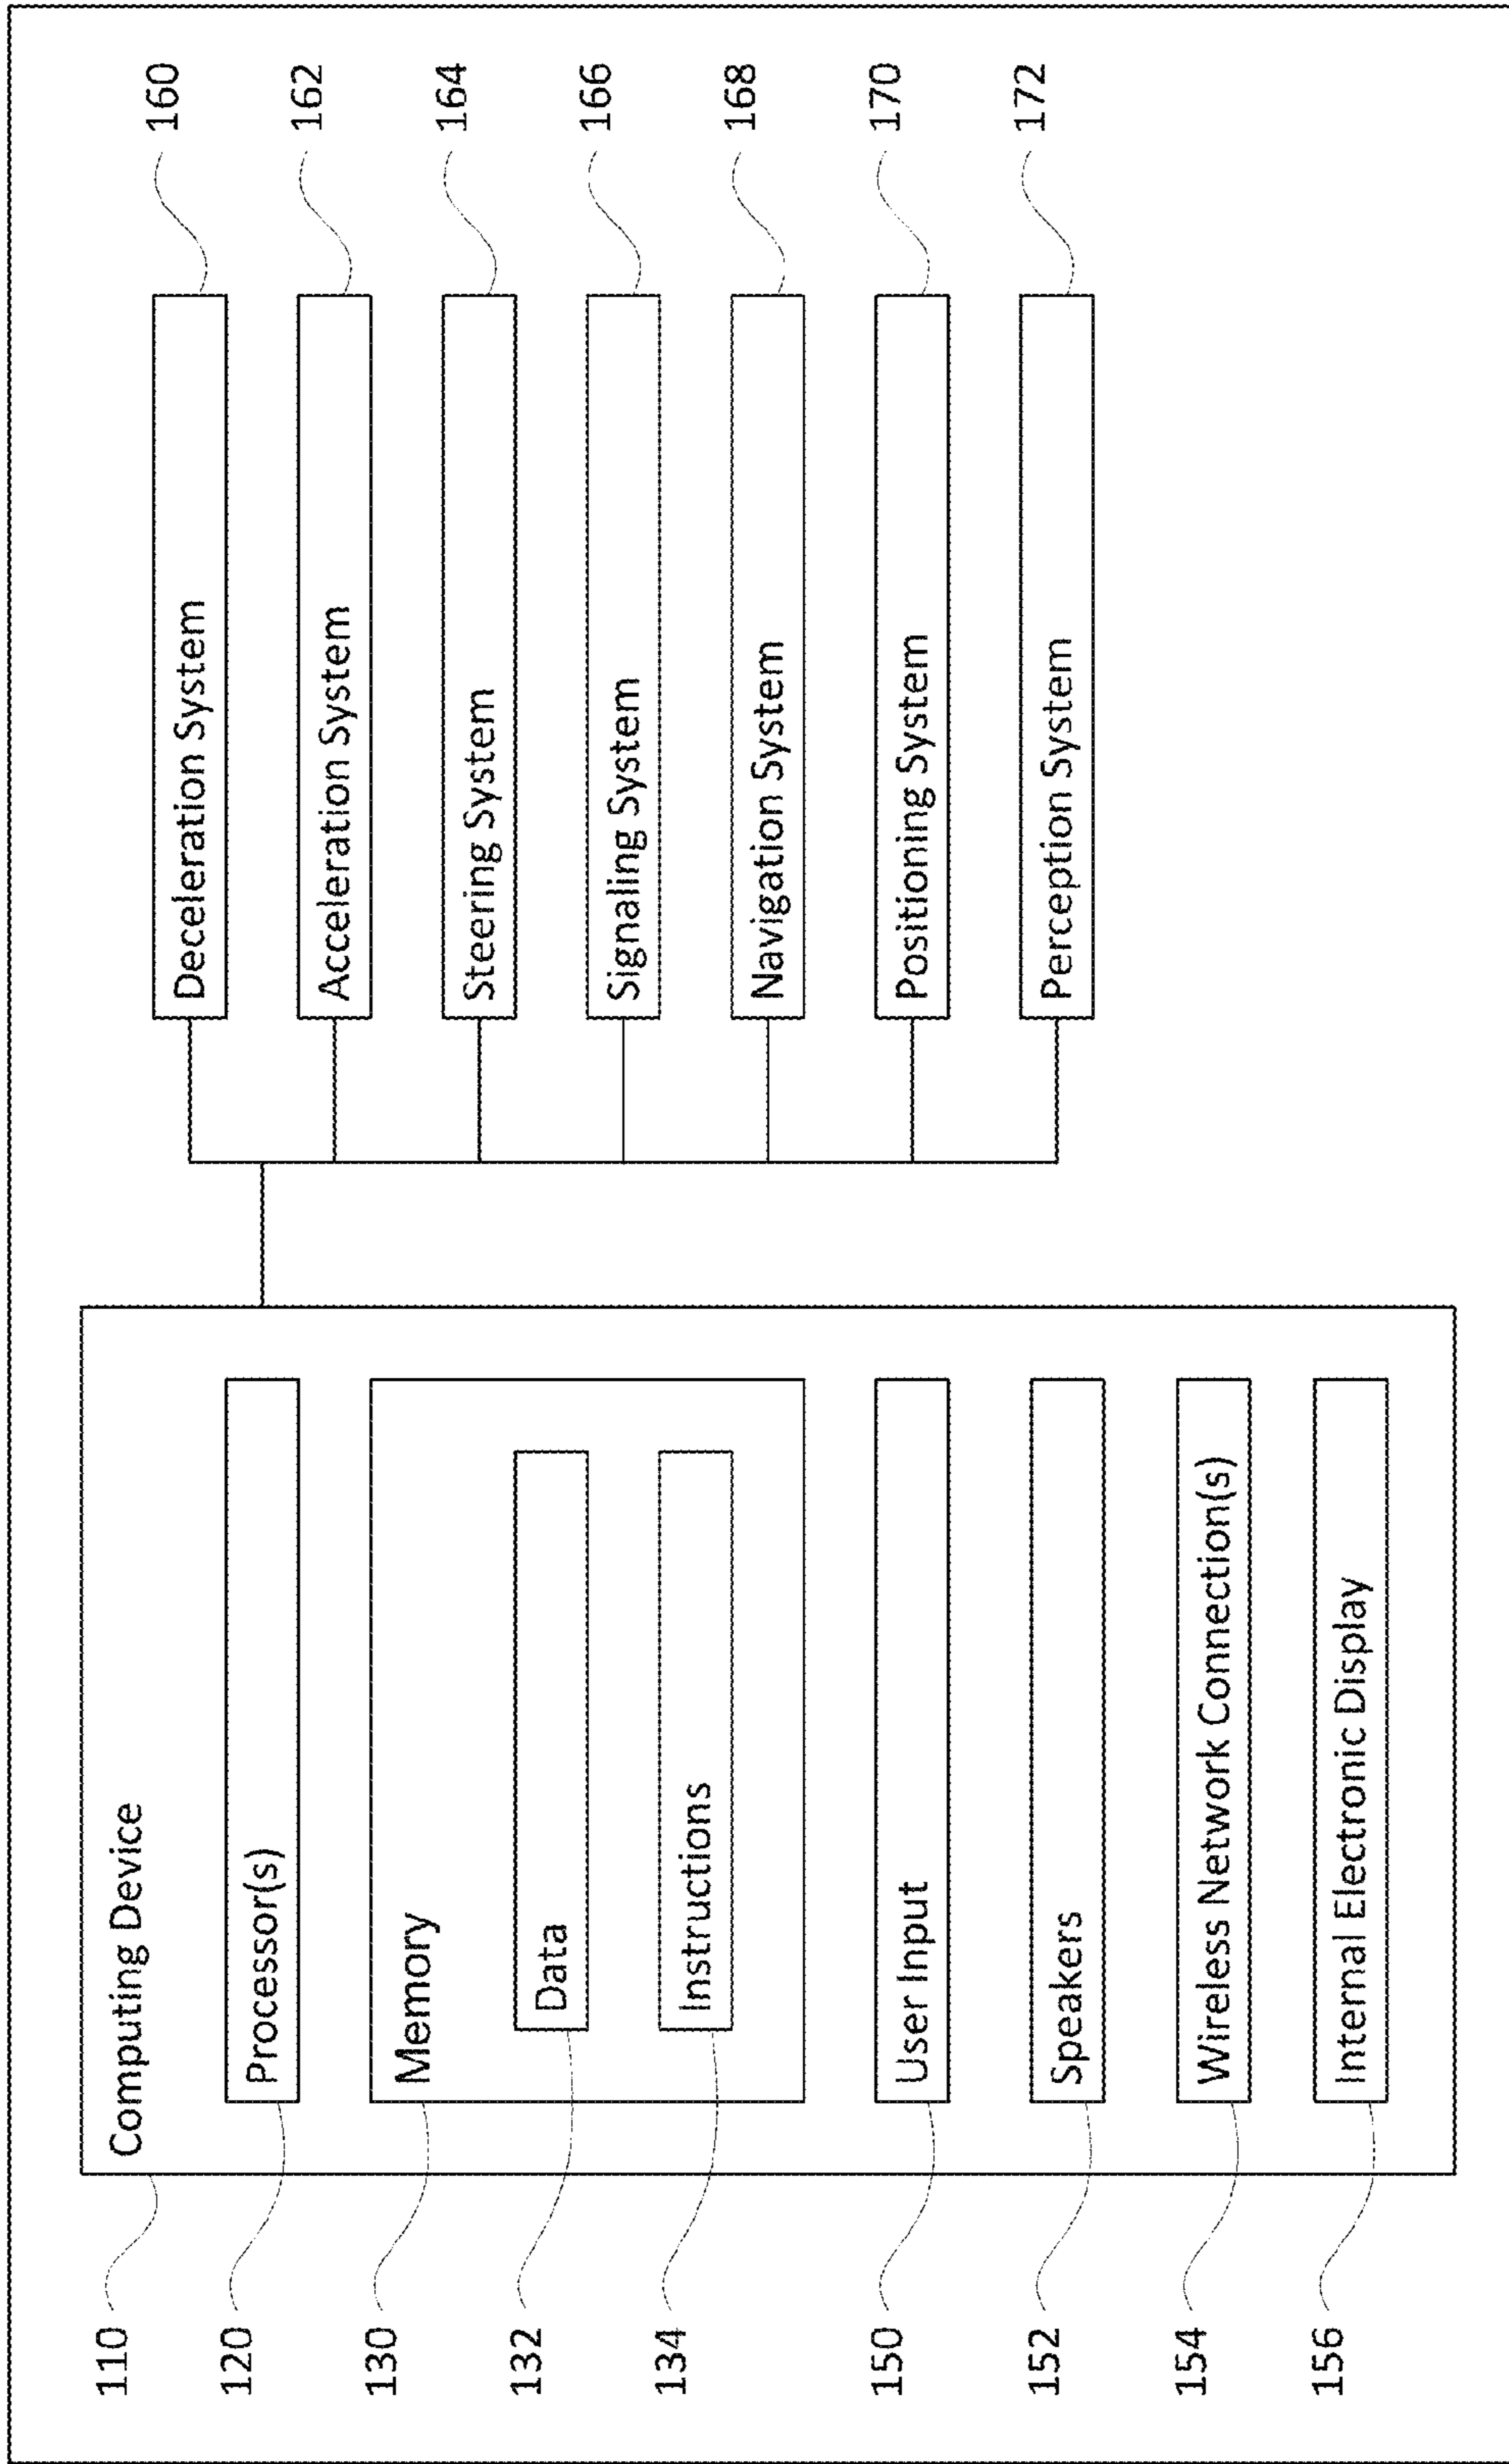 110
Computing Device
120
Processor(s)
130
Memory
132
Data
134
Instructions
150
User Input
152
Speakers
154
Wireless Network Connection(s)
156
Internal Electronic Display
Deceleration System
160
Acceleration System
162
Steering System
164
Signaling System
166
Navigation System
168
Positioning System
170
Perception System
172